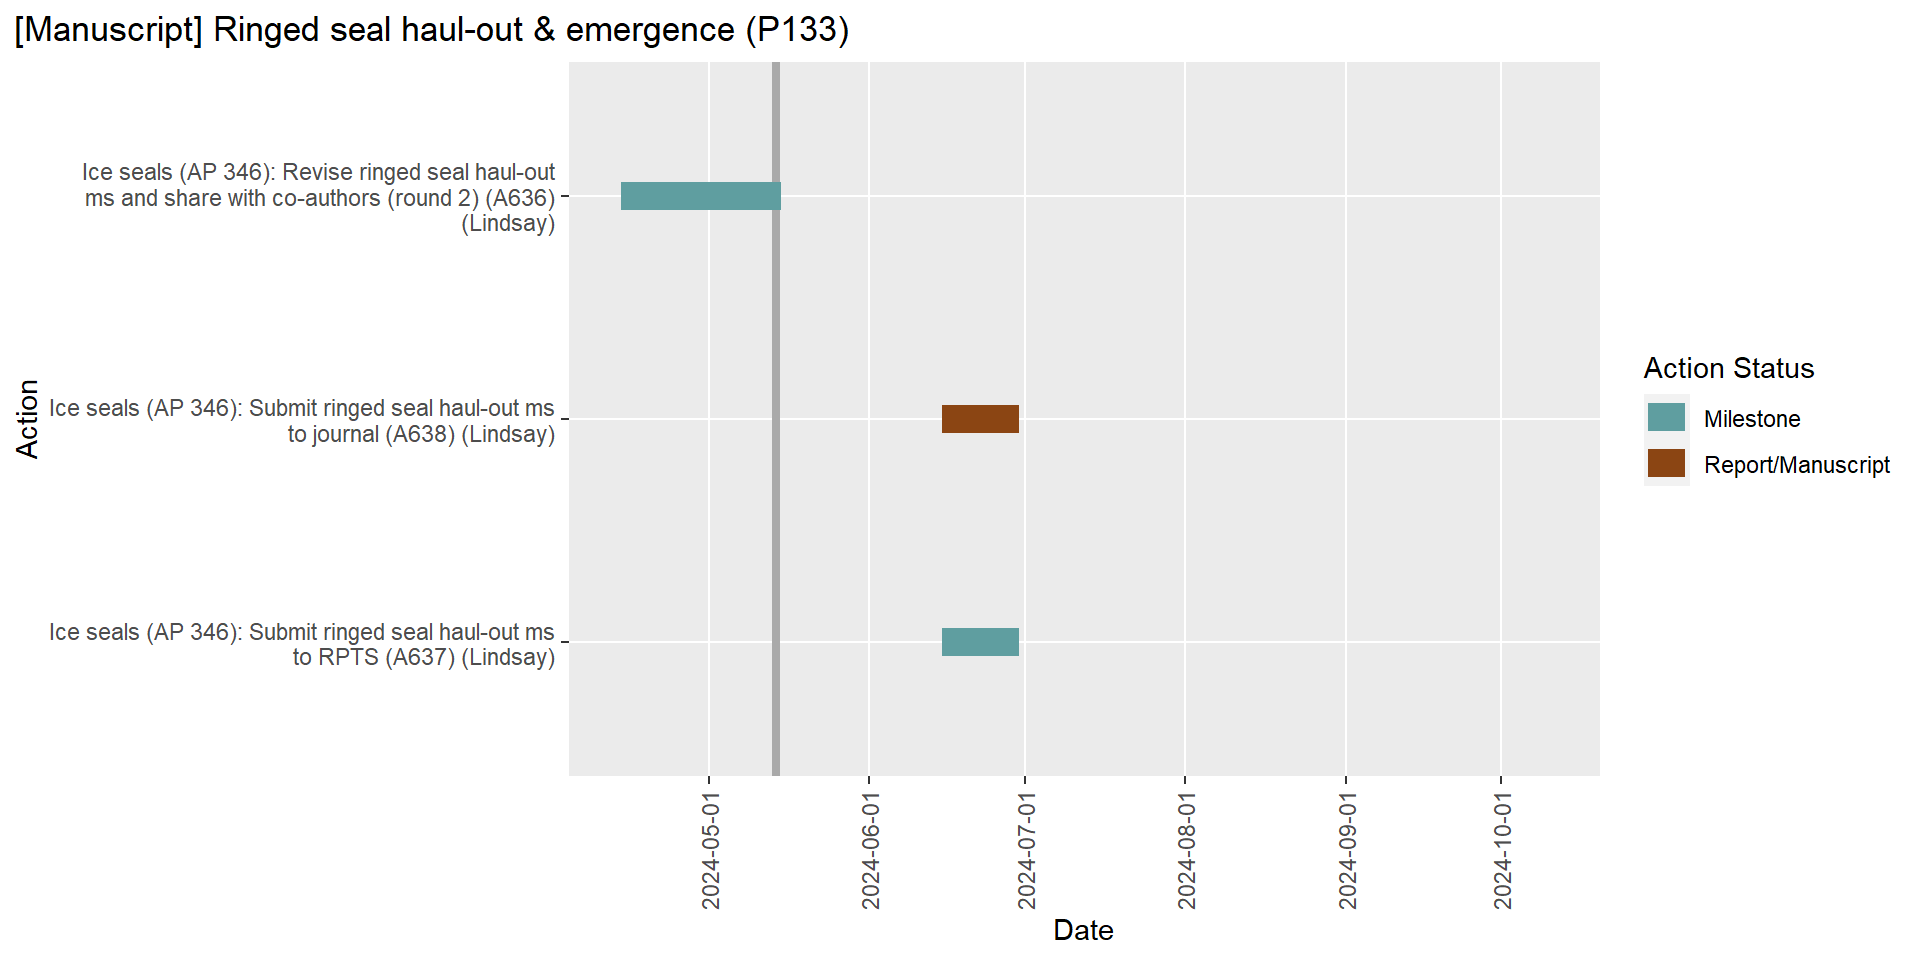 [Manuscript] Ringed seal haul-out & emergence (P133)
Ice seals (AP 346): Revise ringed seal haul-out
ms and share with co-authors (round 2) (A636)
(Lindsay)
Ice seals (AP 346): Submit ringed seal haul-out ms
to journal (A638) (Lindsay)
Ice seals (AP 346): Submit ringed seal haul-out ms
to RPTS (A637) (Lindsay)
Action
2024-05-01
2024-06-01
2024-07-01
2024-08-01
2024-09-01
2024-10-01
Date
Action Status
Milestone
Report/Manuscript